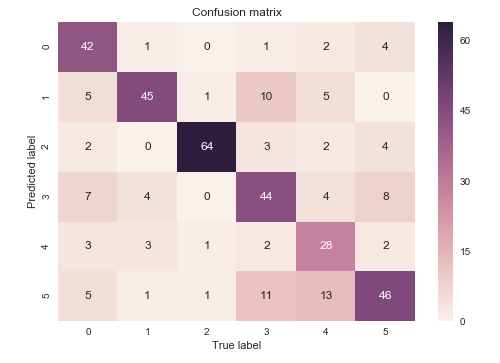 Confusion matrix
0 42 1 0 1 2 4
1 5 45 1 10 5 0
2 2 0 64 3 2 4
3 7 4 0 44 4 8
4 3 3 1 2 28 2
5 5 1 1 11 13 46
0 1 2 3 4 5
True label
Predicted label
60
45
30
15
0